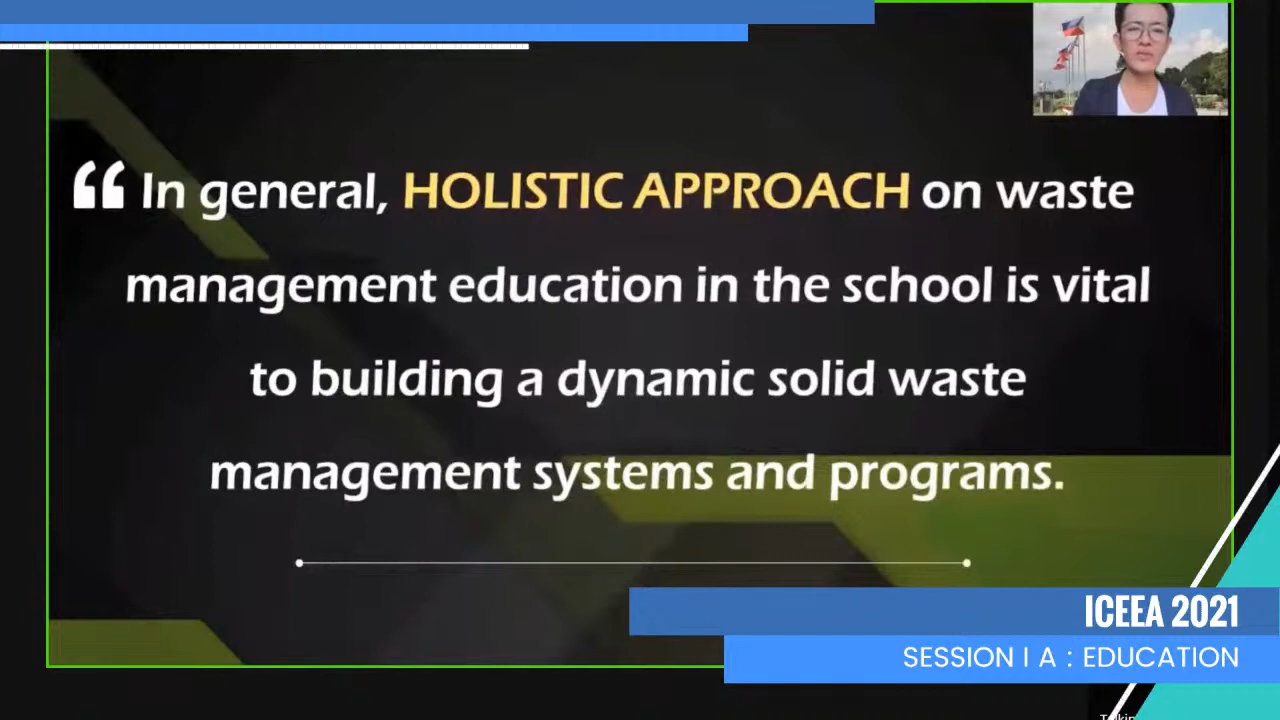 “ In general, HOLISTIC APPROACH on waste
management education in the school is vital
to building a dynamic solid waste
management systems and programs.
ICEEA 2021
SESSION I A : EDUCATION